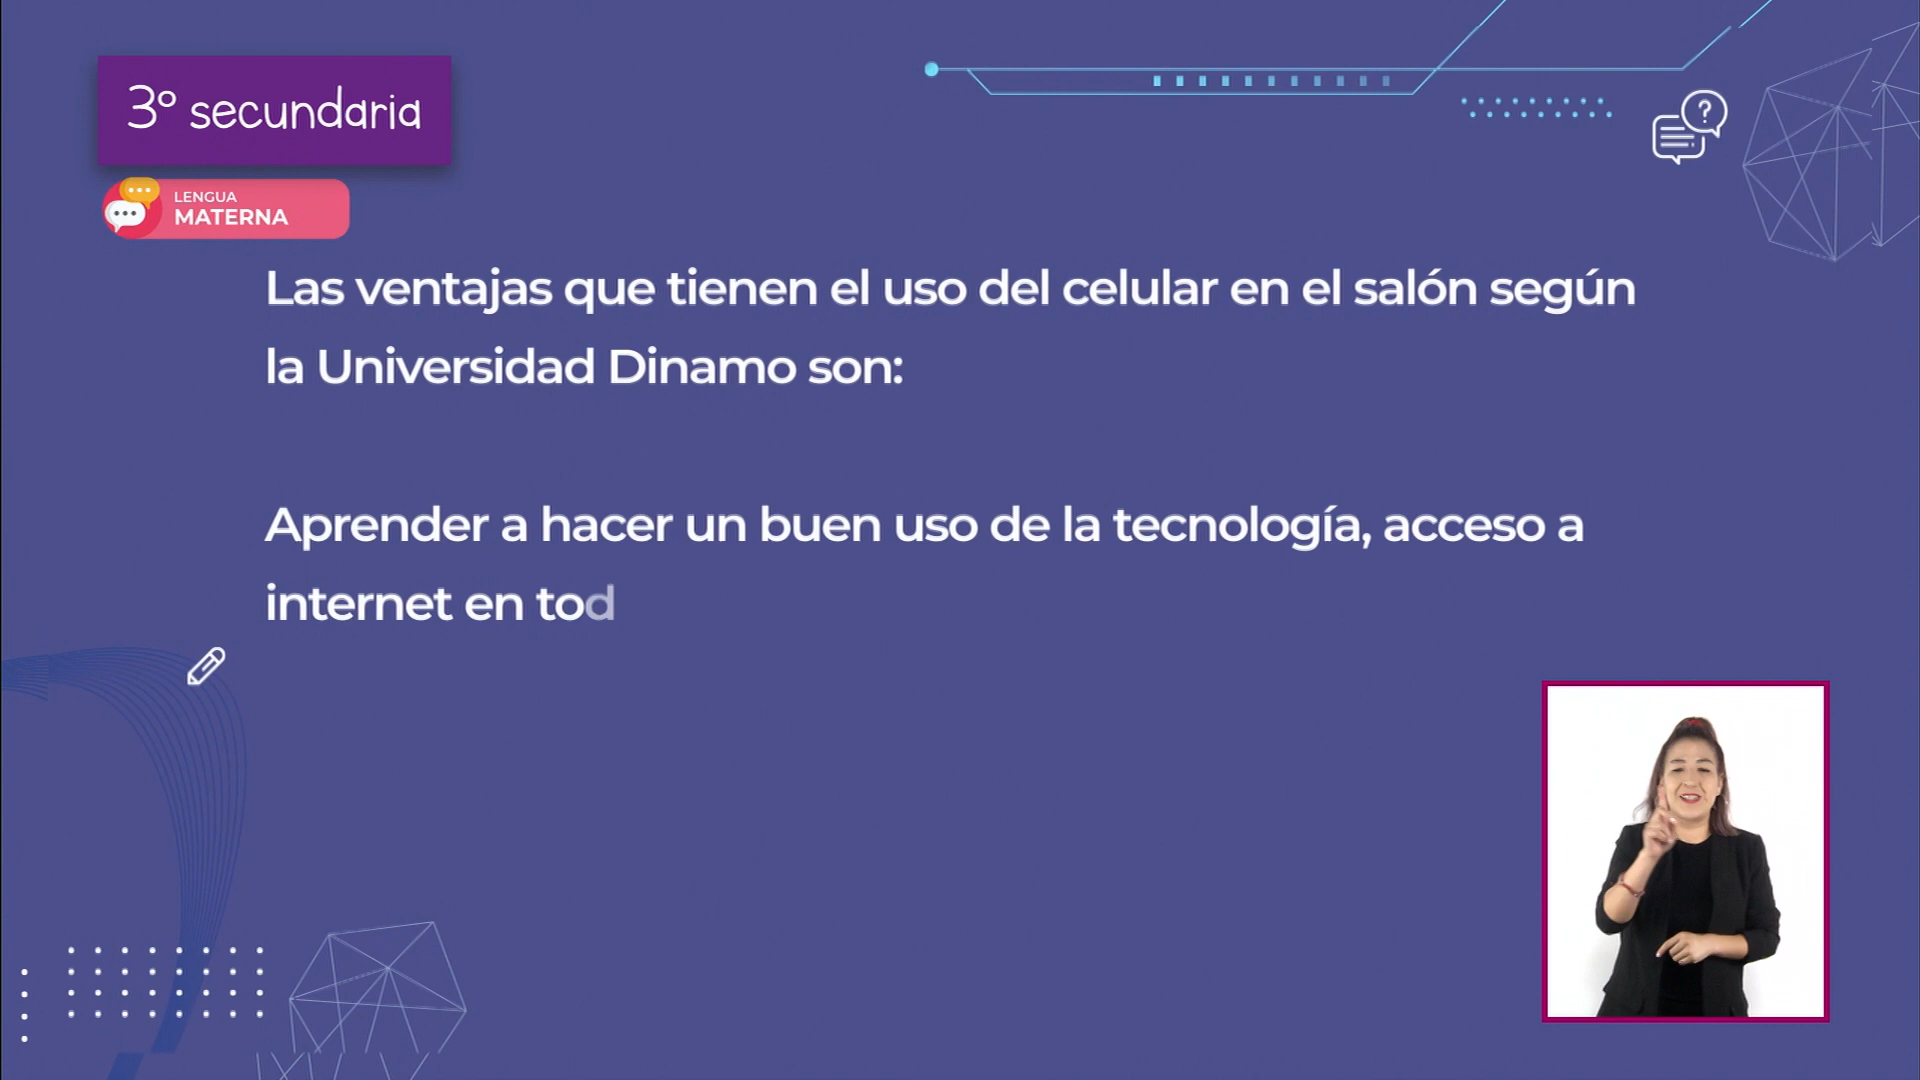 3° secundaria
LENGUA
MATERNA
Las ventajas que tienen el uso del celular en el salón según
la Universidad Dinamo son:
Aprender a hacer un buen uso de la tecnología, acceso a
internet en tod